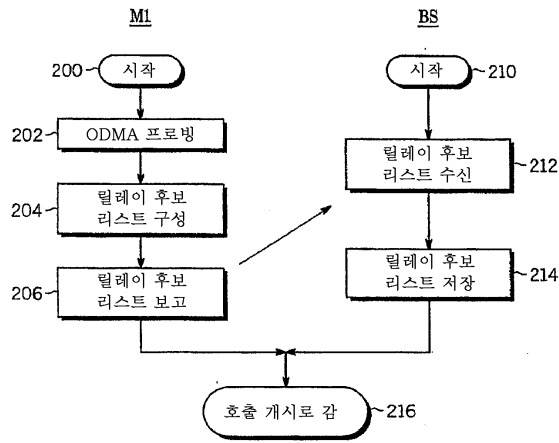 M1
BS
200
시작
시작
210
202
ODMA 프로빙
릴레이 후보
리스트 수신
212
204
릴레이 후보
리스트 구성
206
릴레이 후보
리스트 보고
릴레이 후보
리스트 저장
214
호출 개시로 감
216